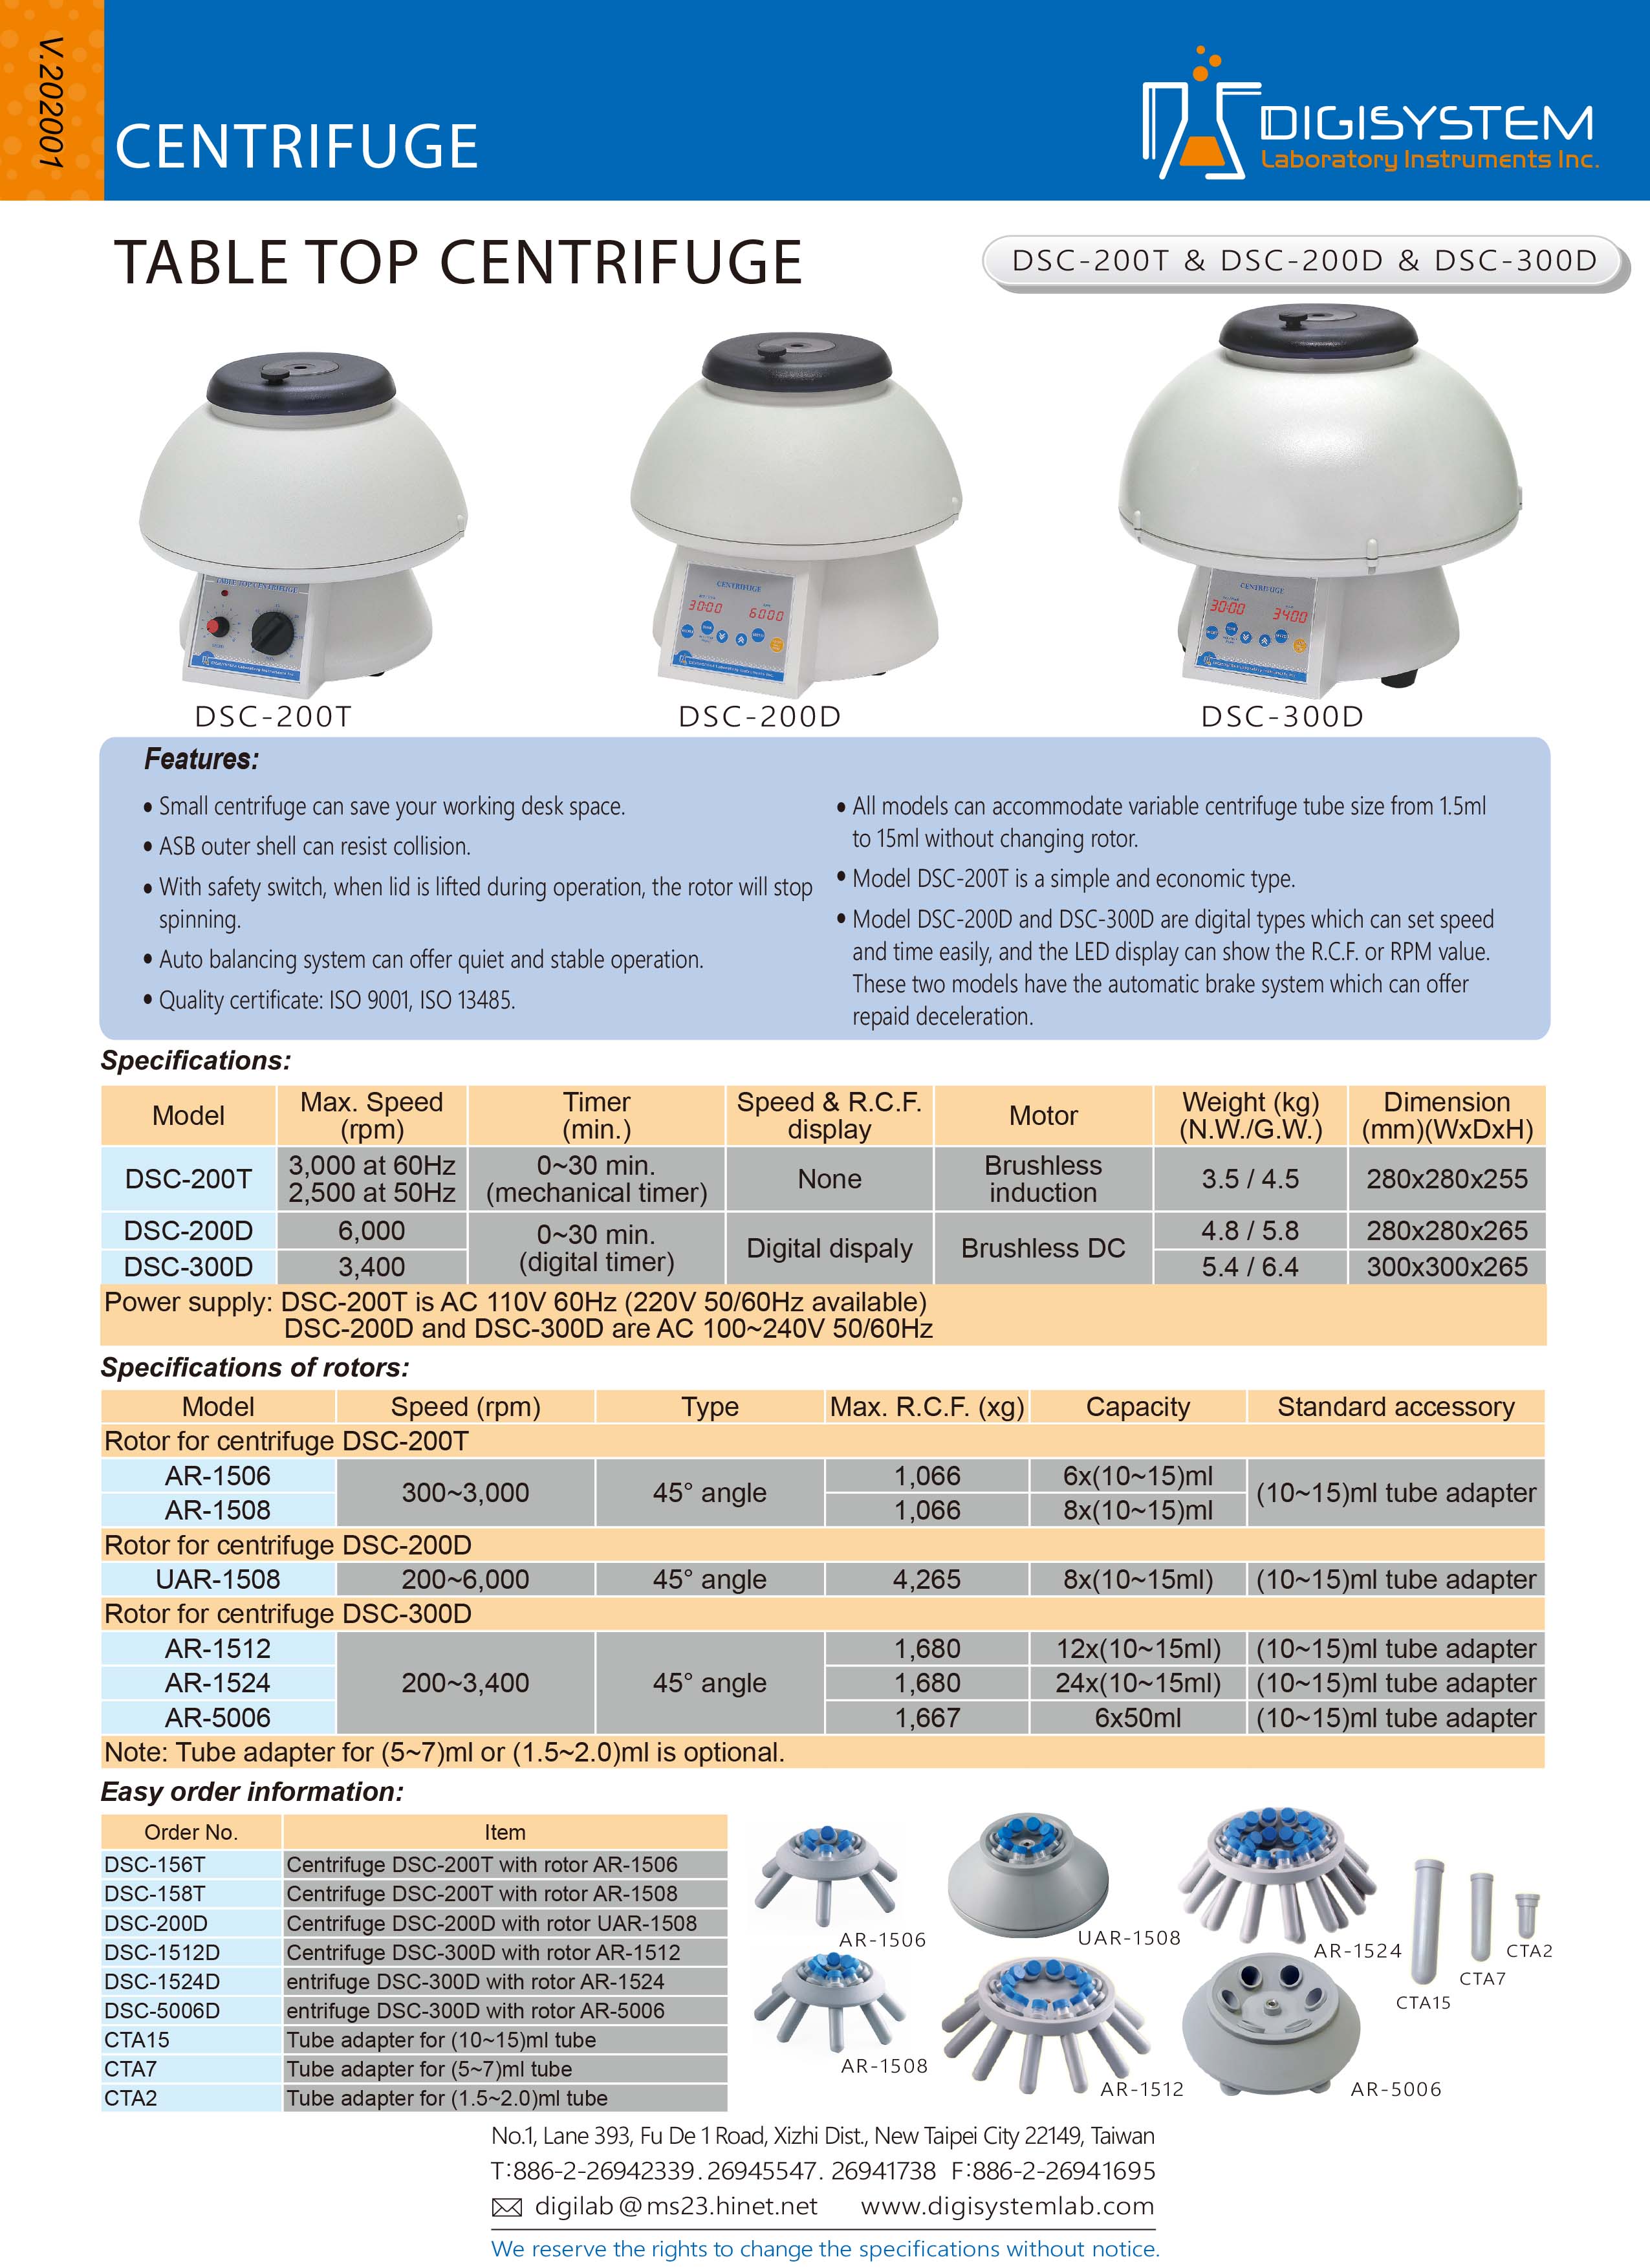 V.202001
CENTRIFUGE
DIGISYSTEM
Laboratory Instruments Inc.
TABLE TOP CENTRIFUGE
DSC-200T & DSC-200D & DSC-300D
TABLE TOP CENTRIFUGE
CENTRIFUGE
30:00
6000
CENTRIFUGE
30:00
3400
DSC-200T
DSC-200D
DSC-300D
Features:
• Small centrifuge can save your working desk space.
• ASB outer shell can resist collision.
• With safety switch, when lid is lifted during operation, the rotor will stop
spinning.
• Auto balancing system can offer quiet and stable operation.
• Quality certificate: ISO 9001, ISO 13485.
• All models can accommodate variable centrifuge tube size from 1.5ml
to 15ml without changing rotor.
• Model DSC-200T is a simple and economic type.
• Model DSC-200D and DSC-300D are digital types which can set speed
and time easily, and the LED display can show the R.C.F. or RPM value.
These two models have the automatic brake system which can offer
repaid deceleration.
Specifications:
Model Max. Speed (rpm) Timer (min.) Speed & R.C.F. display Motor Weight (kg) (N.W./G.W.) Dimension (mm)(WxDxH)
DSC-200T 3,000 at 60Hz 2,500 at 50Hz 0~30 min. (mechanical timer) None Brushless induction 3.5 / 4.5 280x280x255
DSC-200D 6,000 0~30 min. (digital timer) Digital dispaly Brushless DC 4.8 / 5.8 280x280x265
DSC-300D 3,400 5.4 / 6.4 300x300x265
Power supply: DSC-200T is AC 110V 60Hz (220V 50/60Hz available)
DSC-200D and DSC-300D are AC 100~240V 50/60Hz
Specifications of rotors:
Model Speed (rpm) Type Max. R.C.F. (xg) Capacity Standard accessory
Rotor for centrifuge DSC-200T
AR-1506 300~3,000 45° angle 1,066 6x(10~15)ml (10~15)ml tube adapter
AR-1508 1,066 8x(10~15)ml
Rotor for centrifuge DSC-200D
UAR-1508 200~6,000 45° angle 4,265 8x(10~15ml) (10~15)ml tube adapter
Rotor for centrifuge DSC-300D
AR-1512 200~3,400 45° angle 1,680 12x(10~15ml) (10~15)ml tube adapter
AR-1524 1,680 24x(10~15ml) (10~15)ml tube adapter
AR-5006 1,667 6x50ml (10~15)ml tube adapter
Note: Tube adapter for (5~7)ml or (1.5~2.0)ml is optional.
Easy order information:
Order No. Item
DSC-156T Centrifuge DSC-200T with rotor AR-1506
DSC-158T Centrifuge DSC-200T with rotor AR-1508
DSC-200D Centrifuge DSC-200D with rotor UAR-1508
DSC-1512D Centrifuge DSC-300D with rotor AR-1512
DSC-1524D entrifuge DSC-300D with rotor AR-1524
DSC-5006D entrifuge DSC-300D with rotor AR-5006
CTA15 Tube adapter for (10~15)ml tube
CTA7 Tube adapter for (5~7)ml tube
CTA2 Tube adapter for (1.5~2.0)ml tube
AR-1506
UAR-1508
AR-1524
CTA2
CTA7
CTA15
AR-1508
AR-1512
AR-5006
No.1, Lane 393, Fu De 1 Road, Xizhi Dist., New Taipei City 22149, Taiwan
T:886-2-26942339. 26945547. 26941738 F:886-2-26941695
digilab@ms23.hinet.net www.digisystemlab.com
We reserve the rights to change the specifications without notice.